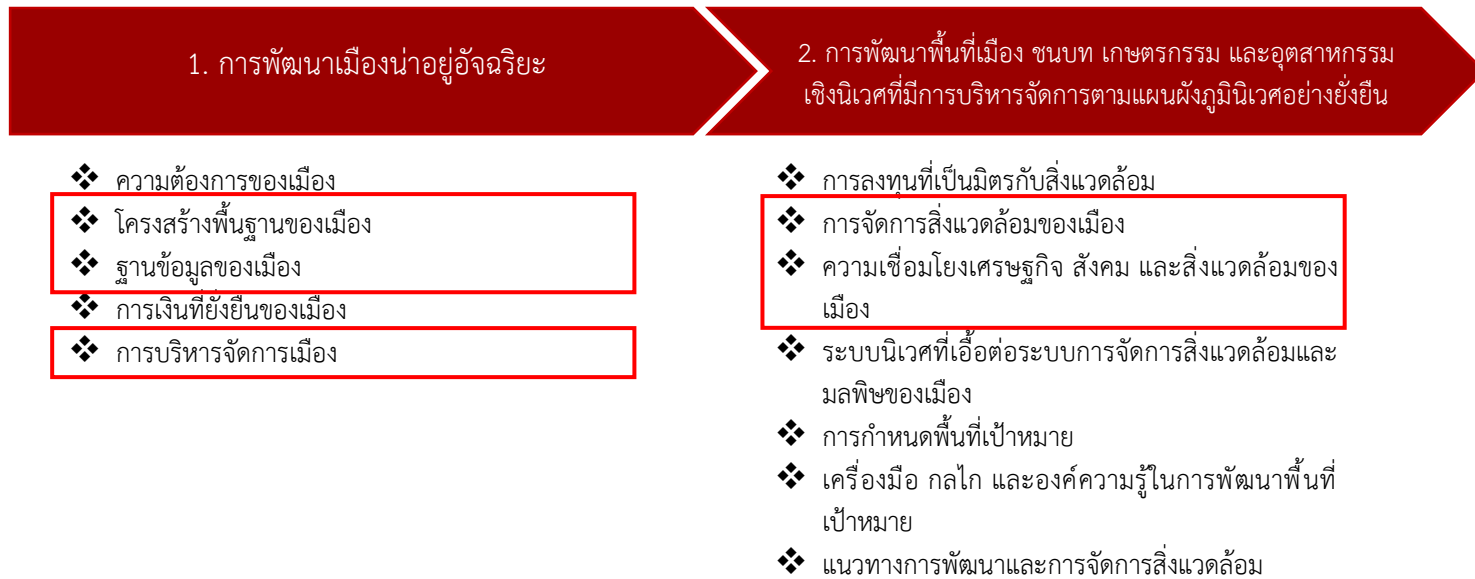 1. การพัฒนาเมืองน่าอยู่อัจฉริยะ
2. การพัฒนาพื้นที่เมือง ชนบท เกษตรกรรม และอุตสาหกรรม
เชิงนิเวศที่มีการบริหารจัดการตามแผนผังภูมินิเวศอย่างยั่งยืน
❖ ความต้องการของเมือง
❖ โครงสร้างพื้นฐานของเมือง
❖ ฐานข้อมูลของเมือง
❖ การเงินที่ยั่งยืนของเมือง
❖ การบริหารจัดการเมือง
❖ การลงทุนที่เป็นมิตรกับสิ่งแวดล้อม
❖ การจัดการสิ่งแวดล้อมของเมือง
❖ ความเชื่อมโยงเศรษฐกิจ สังคม และสิ่งแวดล้อมของ
เมือง
❖ ระบบนิเวศที่เอื้อต่อระบบการจัดการสิ่งแวดล้อมและ
มลพิษของเมือง
❖ การกำหนดพื้นที่เป้าหมาย
❖ เครื่องมือ กลไก และองค์ความรู้ในการพัฒนาพื้นที่
เป้าหมาย
❖ แนวทางการพัฒนาและการจัดการสิ่งแวดล้อม